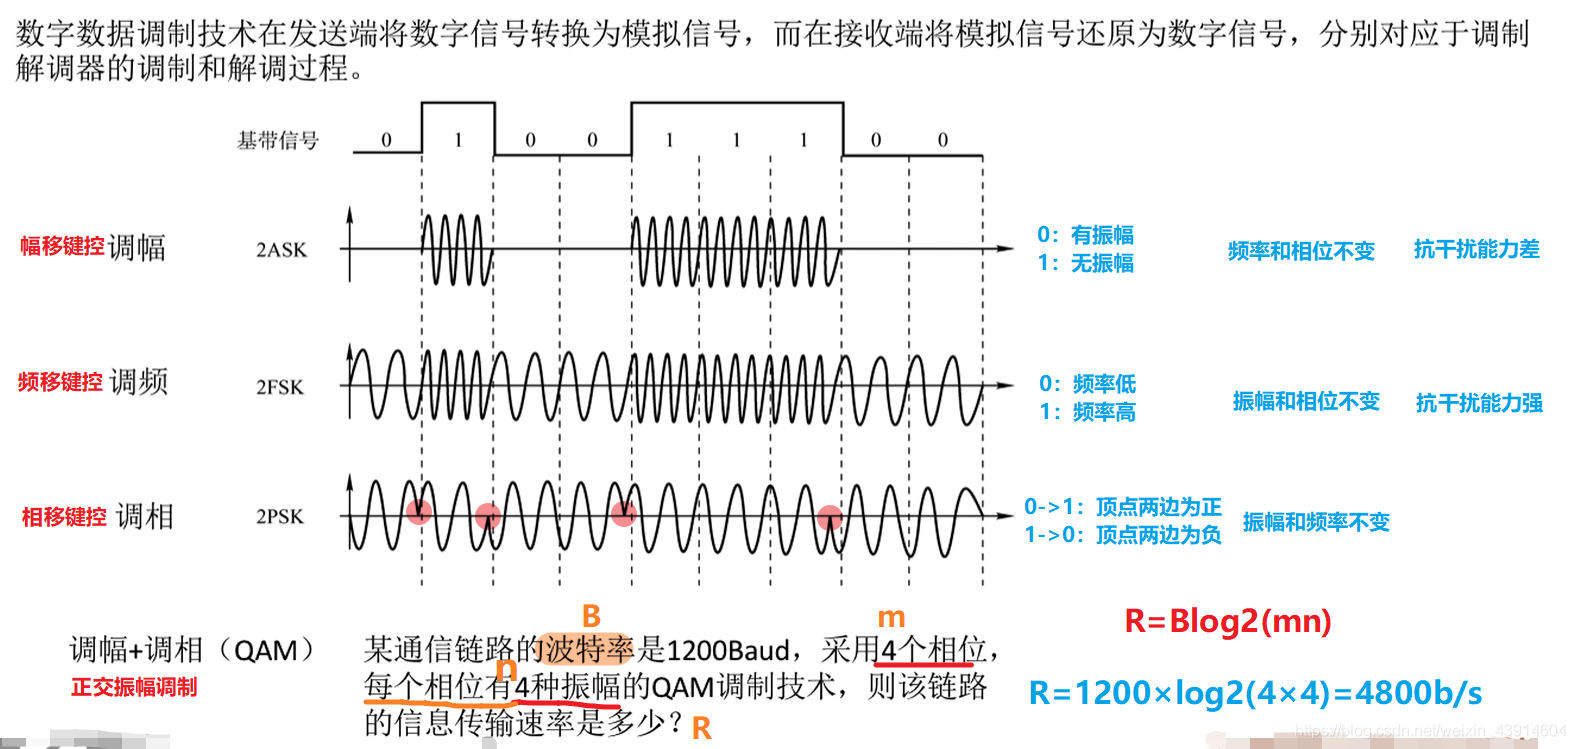 数字数据调制技术在发送端将数字信号转换为模拟信号，而在接收端将模拟信号还原为数字信号，分别对应于调制
解调器的调制和解调过程。
基带信号 0 1 0 0 1 1 1 0 0
幅移键控 调幅 2ASK
0：有振幅
1：无振幅
频率和相位不变 抗干扰能力差
频移键控 调频 2FSK
0：频率低
1：频率高
振幅和相位不变 抗干扰能力强
相移键控 调相 2PSK
0->1：顶点两边为正
1->0：顶点两边为负
振幅和频率不变
B m
调幅+调相（QAM）
正交振幅调制
某通信链路的波特率是1200Baud，采用4个相位，
n
每个相位有4种振幅的QAM调制技术，则该链路
的信息传输速率是多少？ R
R=Blog2(mn)
R=1200×log2(4×4)=4800b/s
https://blog.csdn.net/weixin_43914604